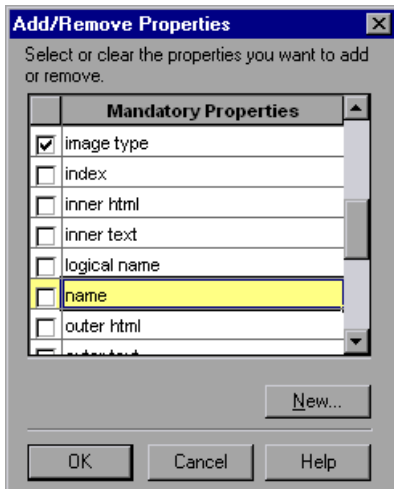 Add/Remove Properties
Select or clear the properties you want to add
or remove.
Mandatory Properties
image type
index
inner html
inner text
logical name
name
outer html
New...
OK
Cancel
Help